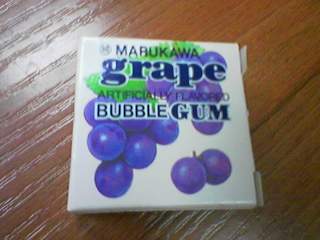 MARUKAWA
grape
ARTIFICIALLY FLAVORED
BUBBLE GUM